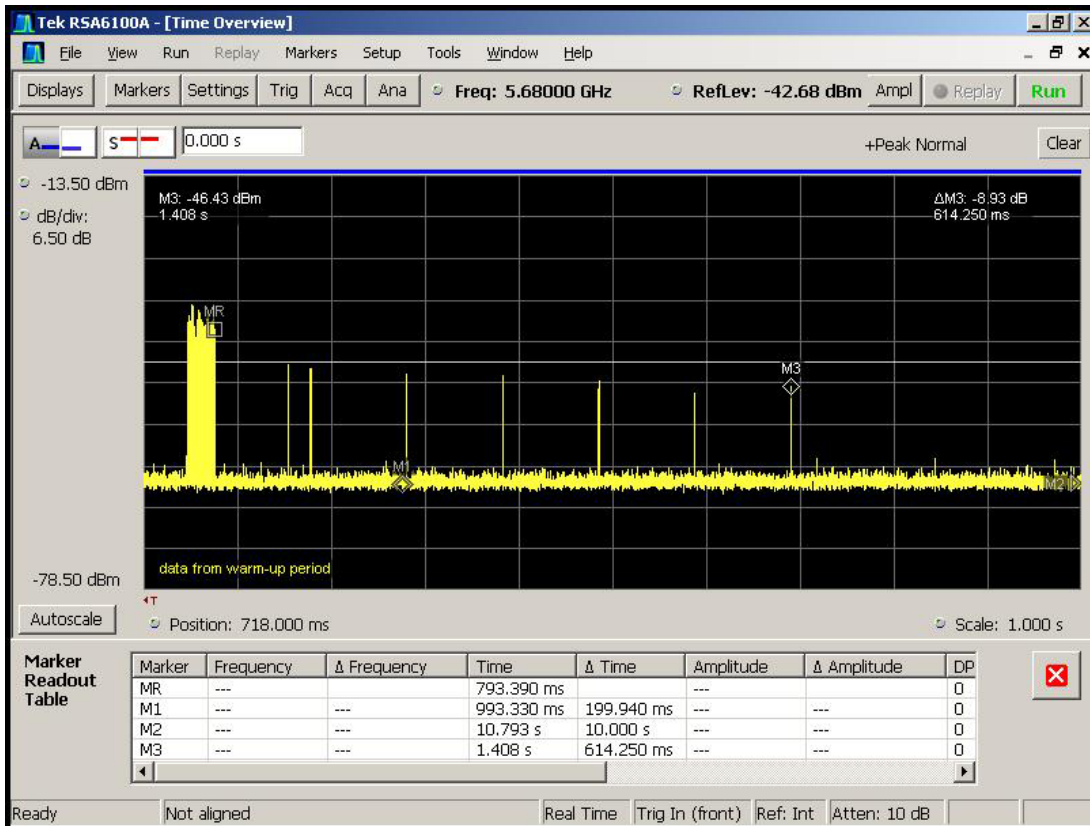 Tek RSA6100A - [Time Overview]
File View Run Replay Markers Setup Tools Window Help
Displays Markers Settings Trig Acq Ana Freq: 5.68000 GHz RefLev: -42.68 dBm Ampl Replay Run
A S 0.000 s +Peak Normal Clear
-13.50 dBm
dB/div:
6.50 dB
M3: -46.43 dBm
1.408 s
ΔM3: -8.93 dB
614.250 ms
MR
M3
M1
M2
data from warm-up period
-78.50 dBm
T
Autoscale Position: 718.000 ms Scale: 1.000 s
Marker Readout Table
Marker Frequency Δ Frequency Time Δ Time Amplitude Δ Amplitude DP
MR --- 793.390 ms --- 0
M1 --- --- 993.330 ms 199.940 ms --- --- 0
M2 --- --- 10.793 s 10.000 s --- --- 0
M3 --- --- 1.408 s 614.250 ms --- --- 0
Ready Not aligned Real Time Trig In (front) Ref: Int Atten: 10 dB